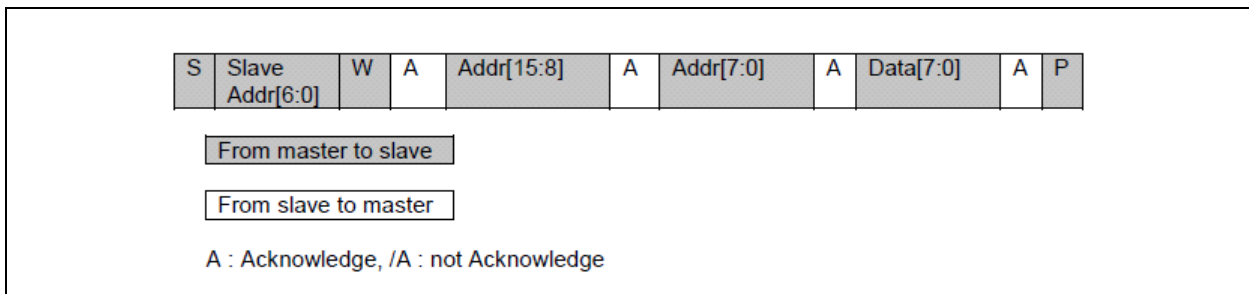 S Slave W A Addr[15:8] A Addr[7:0] A Data[7:0] A P
Addr[6:0]
From master to slave
From slave to master
A : Acknowledge, /A : not Acknowledge